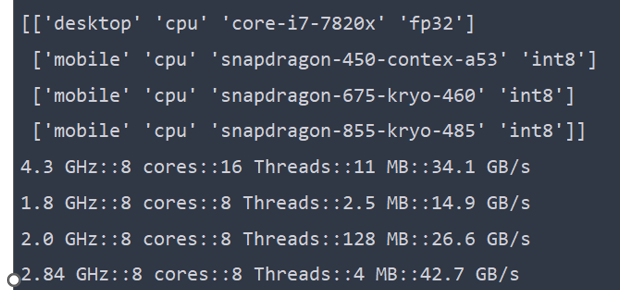 [['desktop' 'cpu' 'core-i7-7820x' 'fp32']
['mobile' 'cpu' 'snapdragon-450-contex-a53' 'int8']
['mobile' 'cpu' 'snapdragon-675-kryo-460' 'int8']
['mobile' 'cpu' 'snapdragon-855-kryo-485' 'int8']]
4.3 GHz::8 cores::16 Threads::11 MB::34.1 GB/s
1.8 GHz::8 cores::8 Threads::2.5 MB::14.9 GB/s
2.0 GHz::8 cores::8 Threads::128 MB::26.6 GB/s
2.84 GHz::8 cores::8 Threads::4 MB::42.7 GB/s